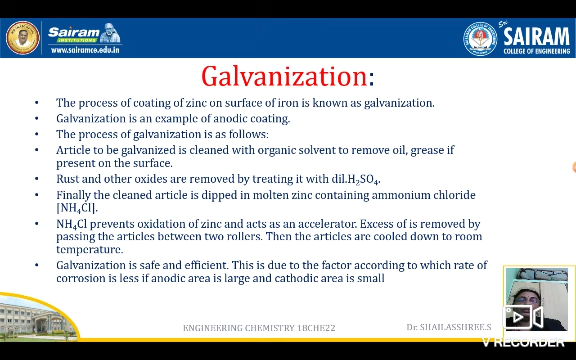 Sairam
INSTITUTIONS
www.sairamce.edu.in
Sri
SAIRAM
COLLEGE OF ENGINEERING
Galvanization:
• The process of coating of zinc on surface of iron is known as galvanization.
• Galvanization is an example of anodic coating.
• The process of galvanization is as follows:
• Article to be galvanized is cleaned with organic solvent to remove oil, grease if
present on the surface.
• Rust and other oxides are removed by treating it with dil.H₂SO₄.
• Finally the cleaned article is dipped in molten zinc containing ammonium chloride
[NH₄Cl].
• NH₄Cl prevents oxidation of zinc and acts as an accelerator. Excess of is removed by
passing the articles between two rollers. Then the articles are cooled down to room
temperature.
• Galvanization is safe and efficient. This is due to the factor according to which rate of
corrosion is less if anodic area is large and cathodic area is small
ENGINEERING CHEMISTRY 18CHE22
Dr. SHAILASHREE.S
V RECORDER